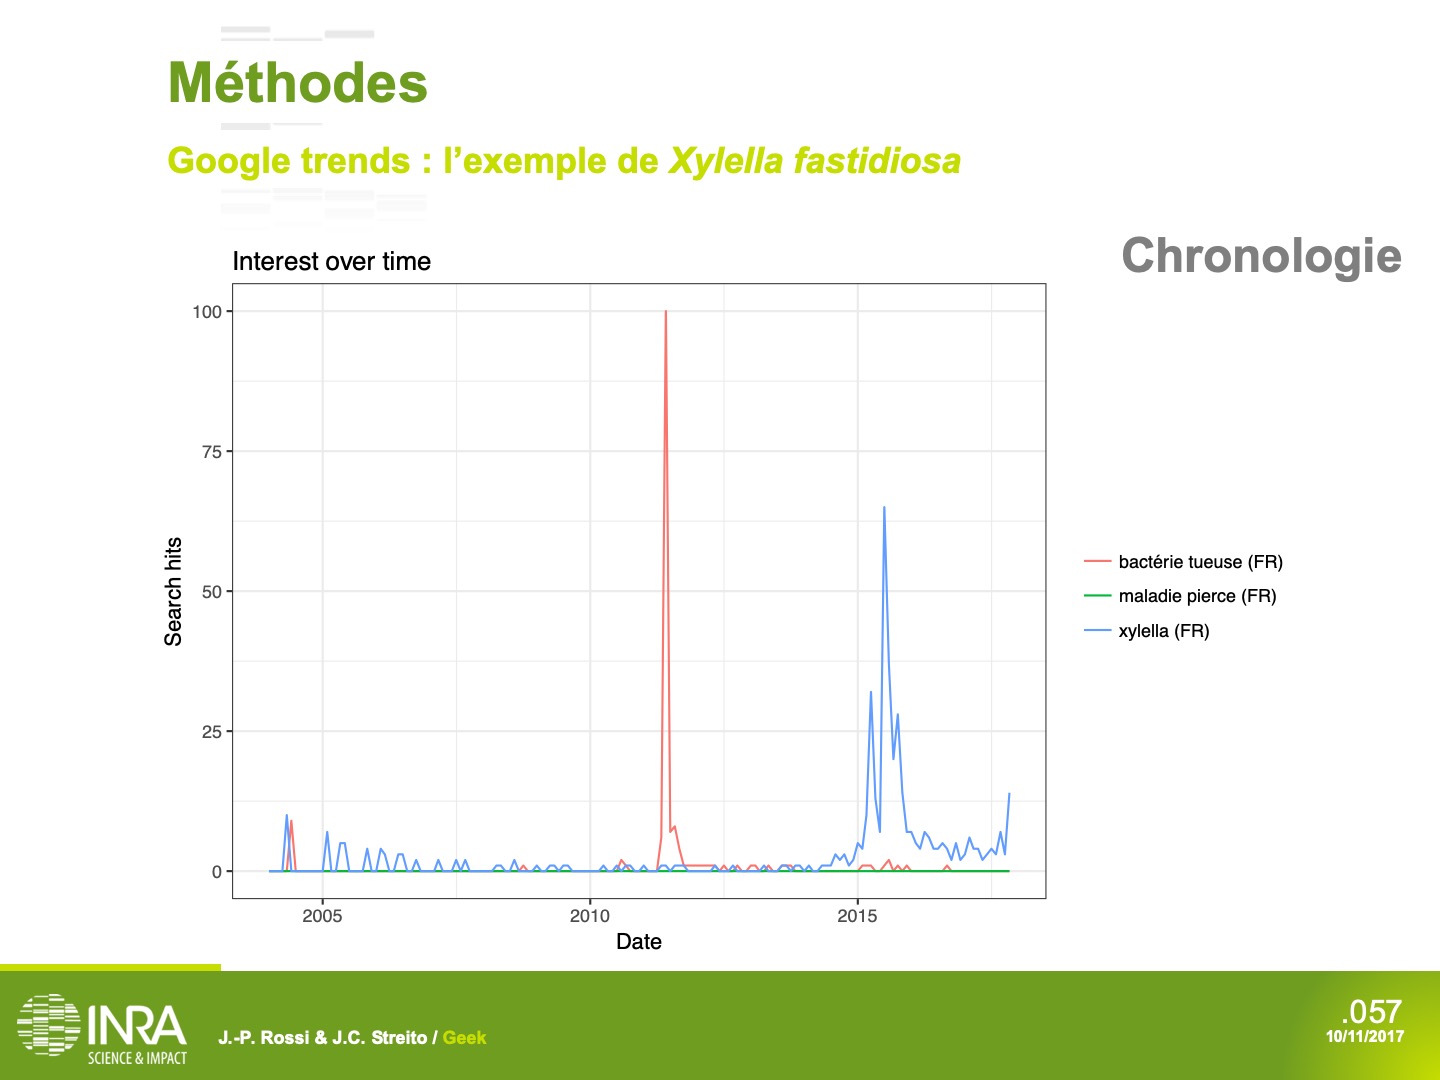 Méthodes
Google trends : l’exemple de Xylella fastidiosa
Chronologie
Interest over time
100
75
50
25
0
Search hits
2005
2010
2015
Date
bactérie tueuse (FR)
maladie pierce (FR)
xylella (FR)
INRA
SCIENCE & IMPACT
J.-P. Rossi & J.C. Streito / Geek
.057
10/11/2017